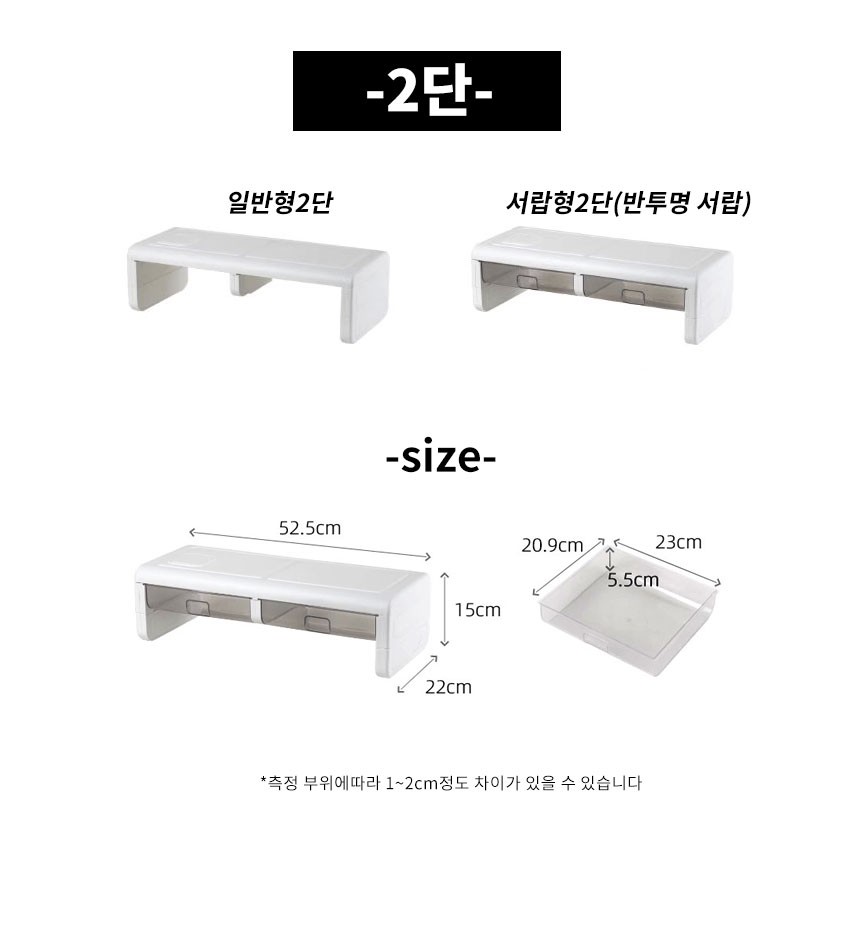 -2단-
일반형2단
서랍형2단(반투명 서랍)
-size-
52.5cm
15cm
22cm
20.9cm
23cm
5.5cm
*측정 부위에따라 1~2cm정도 차이가 있을 수 있습니다